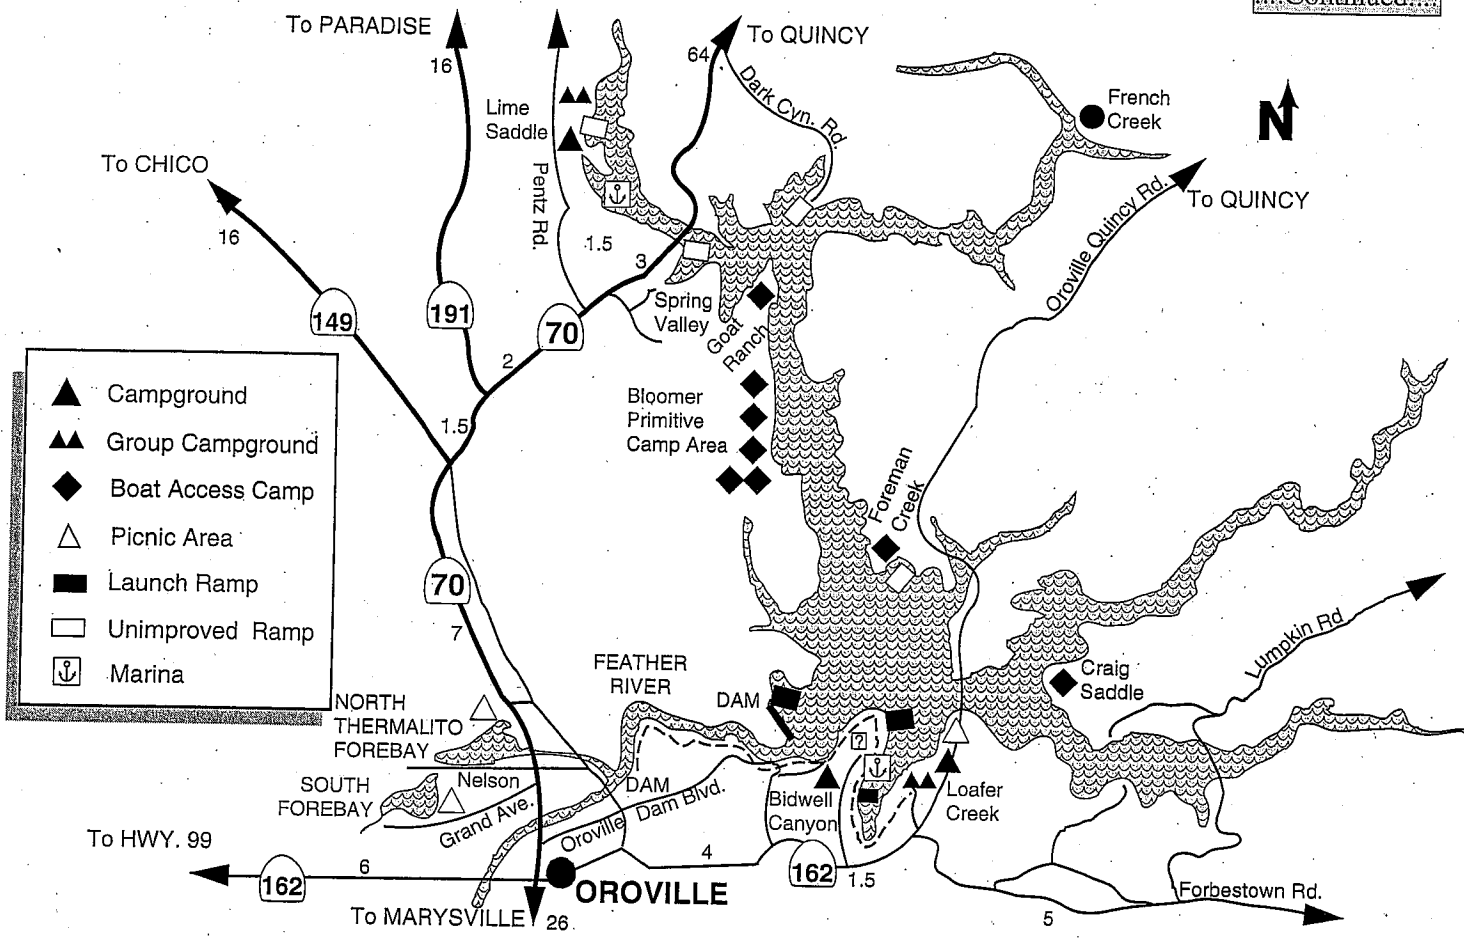 ...Continued...
To PARADISE
To QUINCY
64
16
Dark Cyn. Rd.
French
Creek
Lime
Saddle
N
To CHICO
Pentz Rd.
To QUINCY
Oroville Quincy Rd.
16
1.5
3
Spring
Valley
Goat
Ranch
149
191
70
2
Campground
Group Campground
Boat Access Camp
Picnic Area
Launch Ramp
Unimproved Ramp
Marina
1.5
Bloomer
Primitive
Camp Area
Foreman
Creek
70
7
FEATHER
RIVER
DAM
Craig
Saddle
Lumpkin Rd
NORTH
THERMALITO
FOREBAY
?
Nelson
SOUTH
FOREBAY
Grand Ave.
DAM
Oroville Dam Blvd.
Bidwell
Canyon
Loafer
Creek
To HWY. 99
6
162
4
162
1.5
OROVILLE
To MARYSVILLE
26
Forbestown Rd.
5